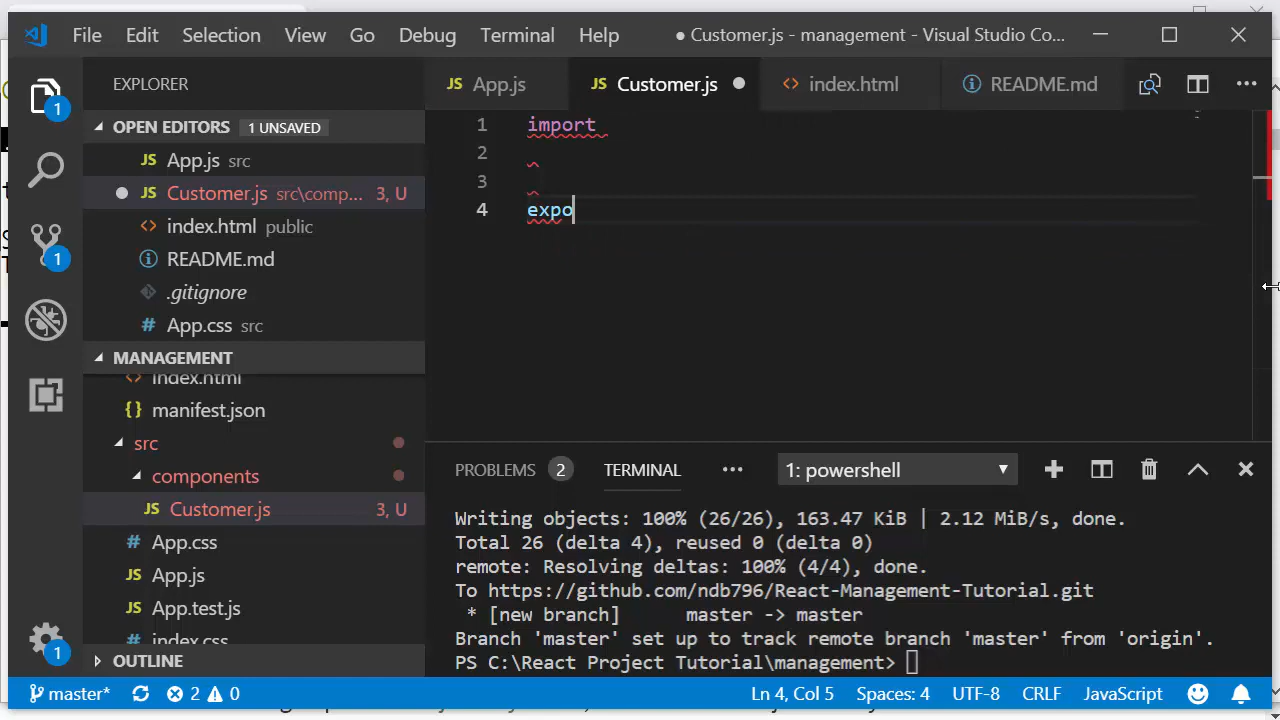 File Edit Selection View Go Debug Terminal Help ● Customer.js - management - Visual Studio Co...
EXPLORER
JS App.js JS Customer.js ● <> index.html README.md ...
1
OPEN EDITORS 1 UNSAVED
JS App.js src
● JS Customer.js src\comp... 3, U
<> index.html public
README.md
.gitignore
# App.css src
MANAGEMENT
<> index.html
{} manifest.json
src
components
JS Customer.js 3, U
# App.css
JS App.js
JS App.test.js
# index.css
OUTLINE
1
1
1 import
2
3
4 expo
PROBLEMS 2 TERMINAL ... 1: powershell
Writing objects: 100% (26/26), 163.47 KiB | 2.12 MiB/s, done.
Total 26 (delta 4), reused 0 (delta 0)
remote: Resolving deltas: 100% (4/4), done.
To https://github.com/ndb796/React-Management-Tutorial.git
* [new branch] master -> master
Branch 'master' set up to track remote branch 'master' from 'origin'.
PS C:\React Project Tutorial\management>
master* 2 0 Ln 4, Col 5 Spaces: 4 UTF-8 CRLF JavaScript